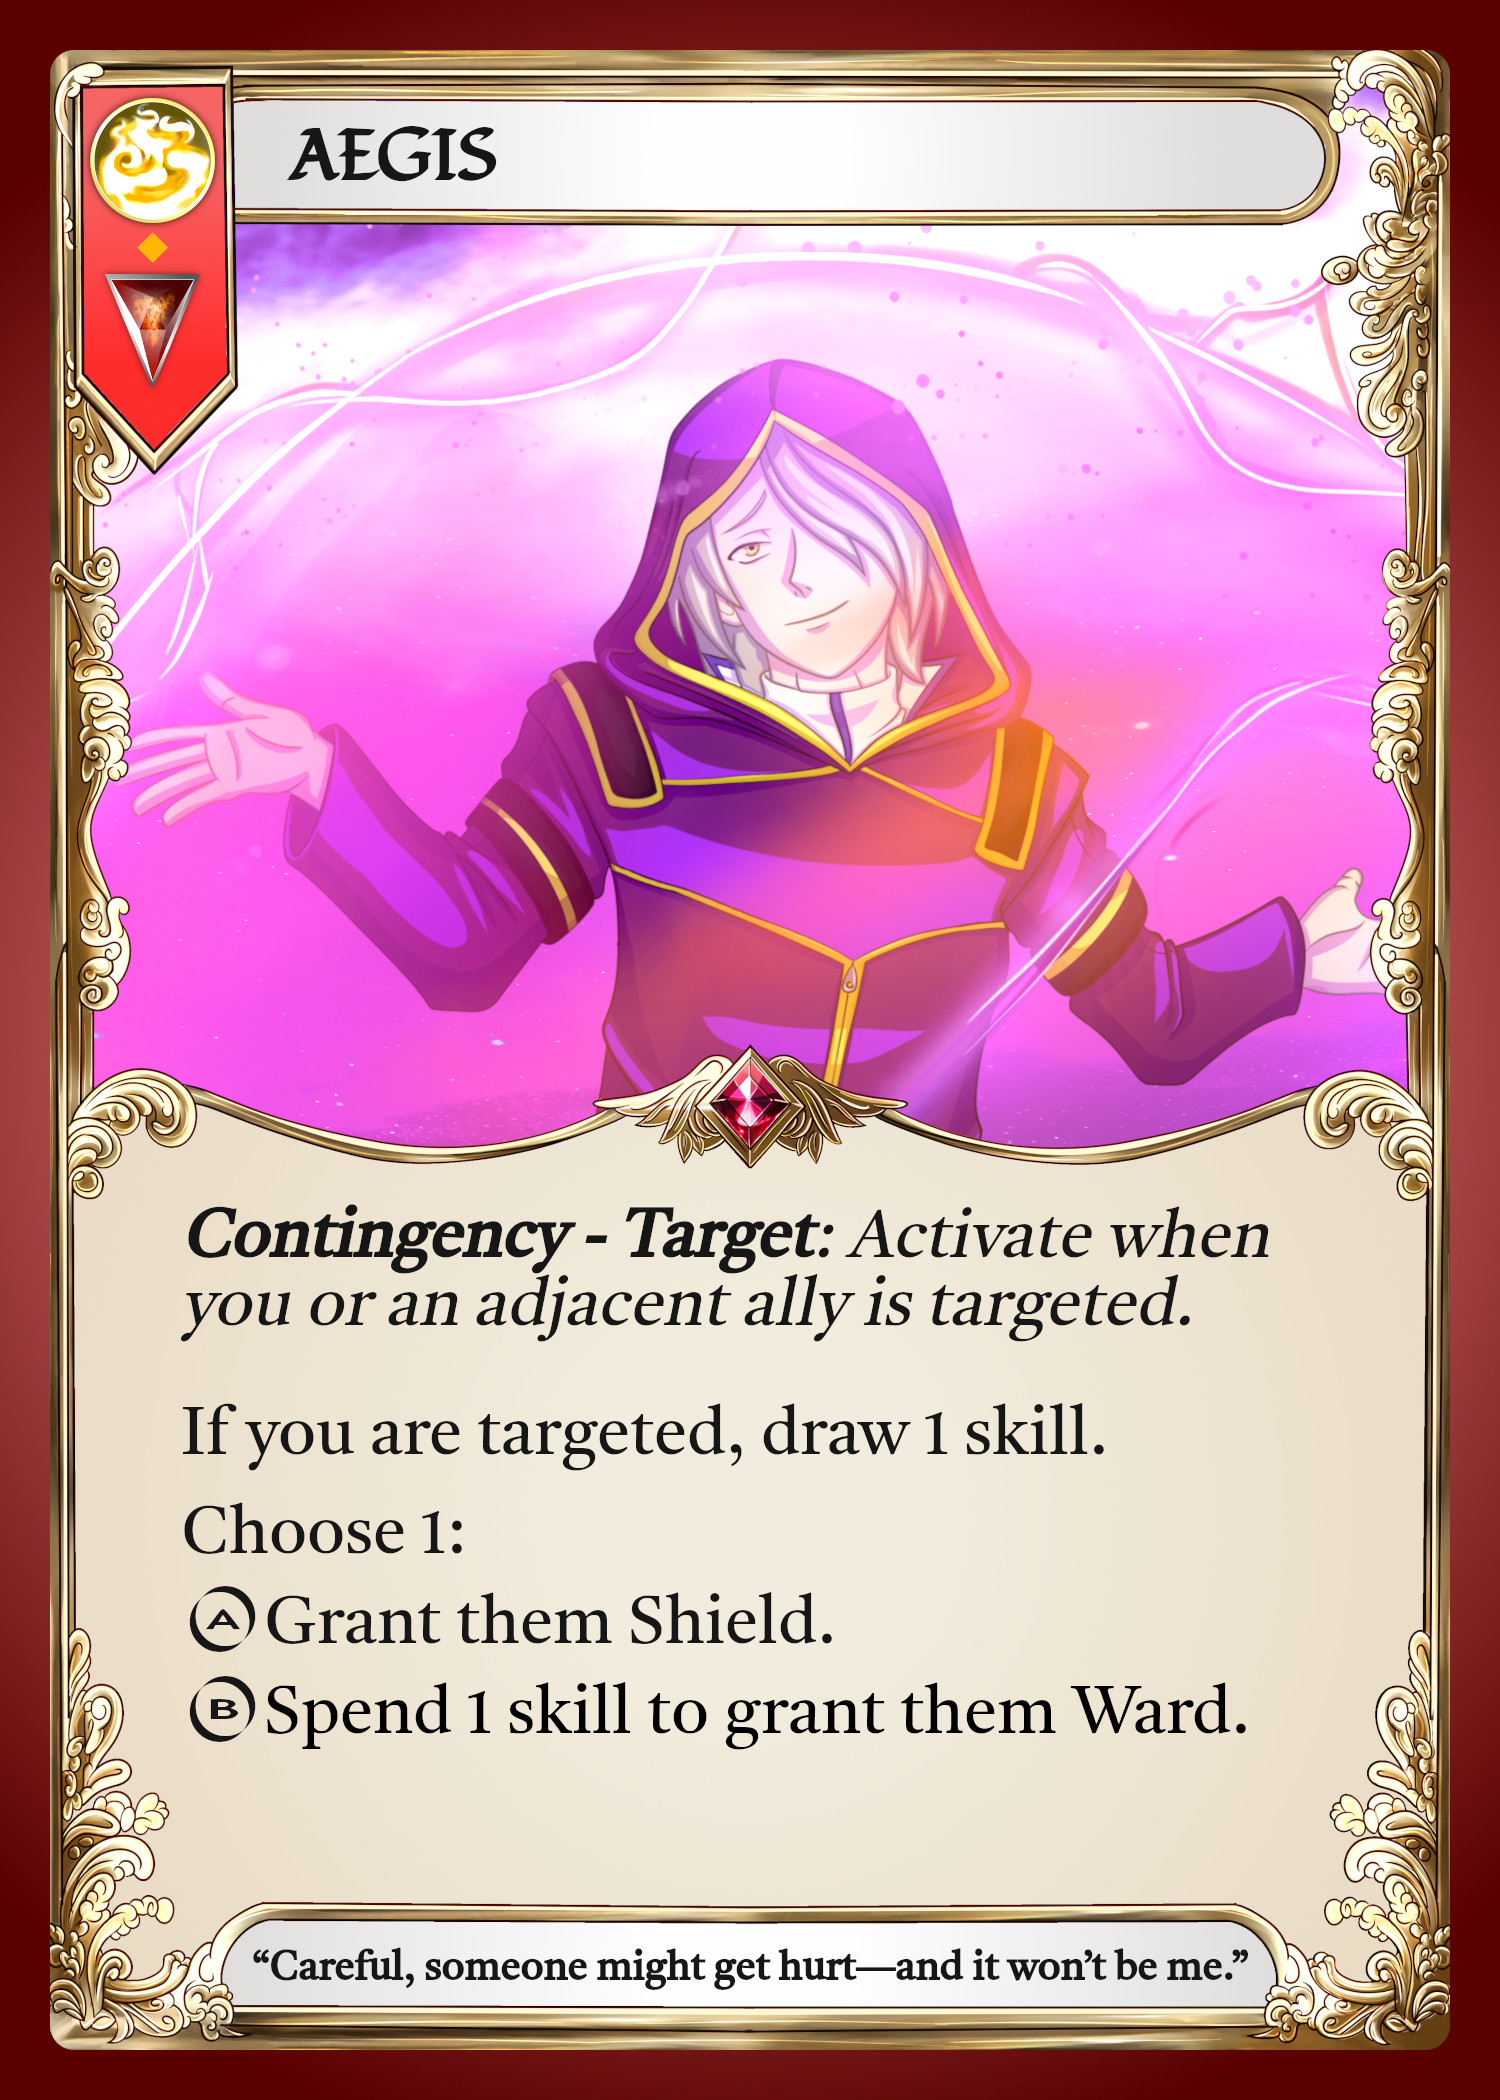 AEGIS
Contingency - Target: Activate when
you or an adjacent ally is targeted.
If you are targeted, draw 1 skill.
Choose 1:
A Grant them Shield.
B Spend 1 skill to grant them Ward.
“Careful, someone might get hurt—and it won’t be me.”